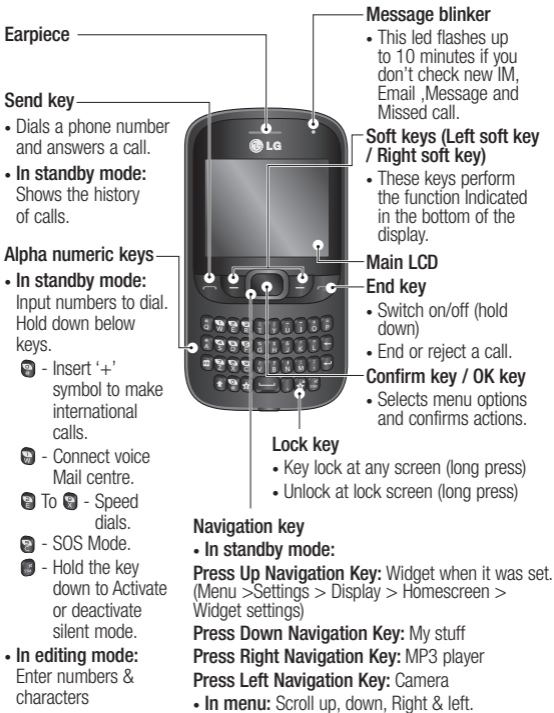 Earpiece
Send key
• Dials a phone number
and answers a call.
• In standby mode:
Shows the history
of calls.
Alpha numeric keys
• In standby mode:
Input numbers to dial.
Hold down below
keys.
- Insert ‘+’
symbol to make
international
calls.
- Connect voice
Mail centre.
To - Speed
dials.
- SOS Mode.
- Hold the key
down to Activate
or deactivate
silent mode.
• In editing mode:
Enter numbers &
characters
LG
Message blinker
• This led flashes up
to 10 minutes if you
don’t check new IM,
Email ,Message and
Missed call.
Soft keys (Left soft key
/ Right soft key)
• These keys perform
the function Indicated
in the bottom of the
display.
Main LCD
End key
• Switch on/off (hold
down)
• End or reject a call.
Confirm key / OK key
• Selects menu options
and confirms actions.
Lock key
• Key lock at any screen (long press)
• Unlock at lock screen (long press)
Navigation key
• In standby mode:
Press Up Navigation Key: Widget when it was set.
(Menu >Settings > Display > Homescreen >
Widget settings)
Press Down Navigation Key: My stuff
Press Right Navigation Key: MP3 player
Press Left Navigation Key: Camera
• In menu: Scroll up, down, Right & left.